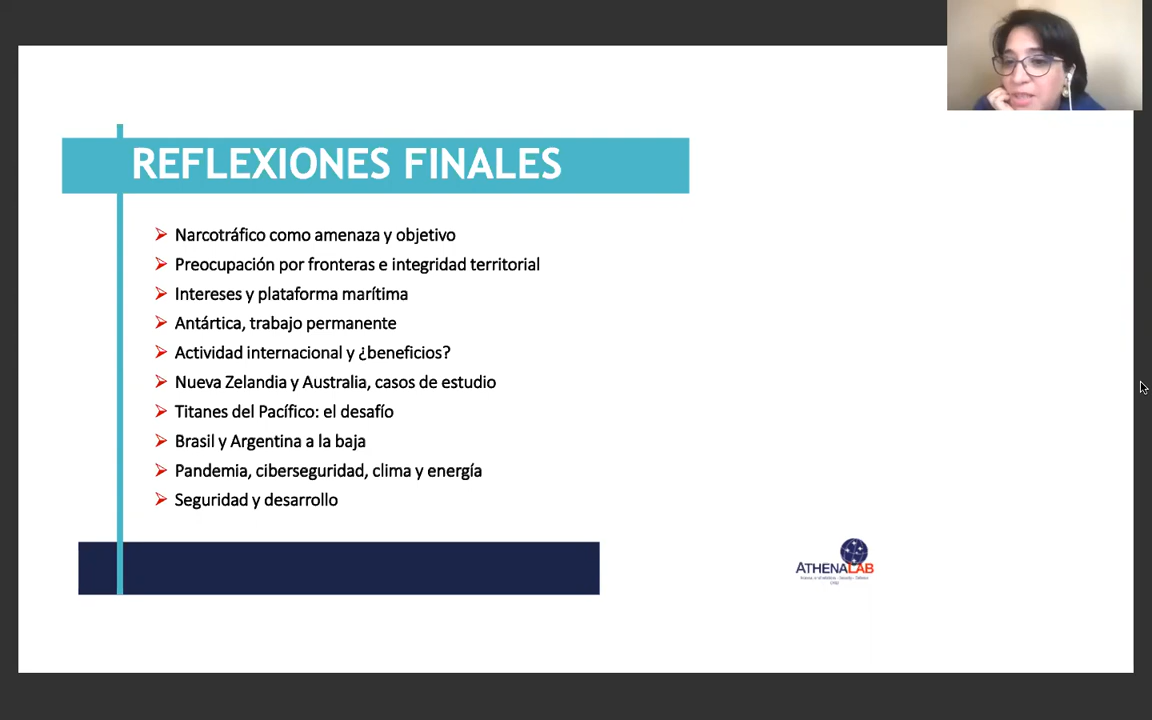 REFLEXIONES FINALES
Narcotráfico como amenaza y objetivo
Preocupación por fronteras e integridad territorial
Intereses y plataforma marítima
Antártica, trabajo permanente
Actividad internacional y ¿beneficios?
Nueva Zelandia y Australia, casos de estudio
Titanes del Pacífico: el desafío
Brasil y Argentina a la baja
Pandemia, ciberseguridad, clima y energía
Seguridad y desarrollo
ATHENALAB